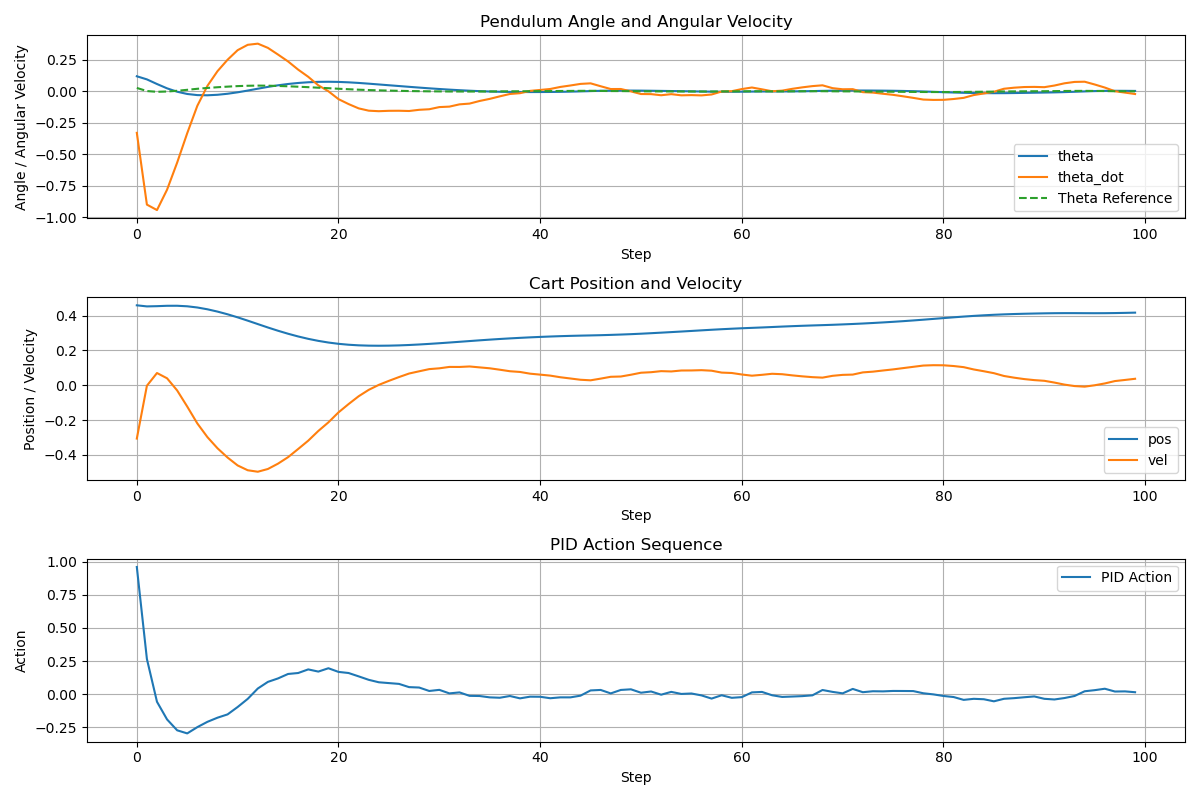 Pendulum Angle and Angular Velocity
Angle / Angular Velocity
0.25
0.00
−0.25
−0.50
−0.75
−1.00
theta
theta_dot
Theta Reference
0
20
40
60
80
100
Step
Cart Position and Velocity
Position / Velocity
0.4
0.2
0.0
−0.2
−0.4
pos
vel
0
20
40
60
80
100
Step
PID Action Sequence
Action
1.00
0.75
0.50
0.25
0.00
−0.25
PID Action
0
20
40
60
80
100
Step